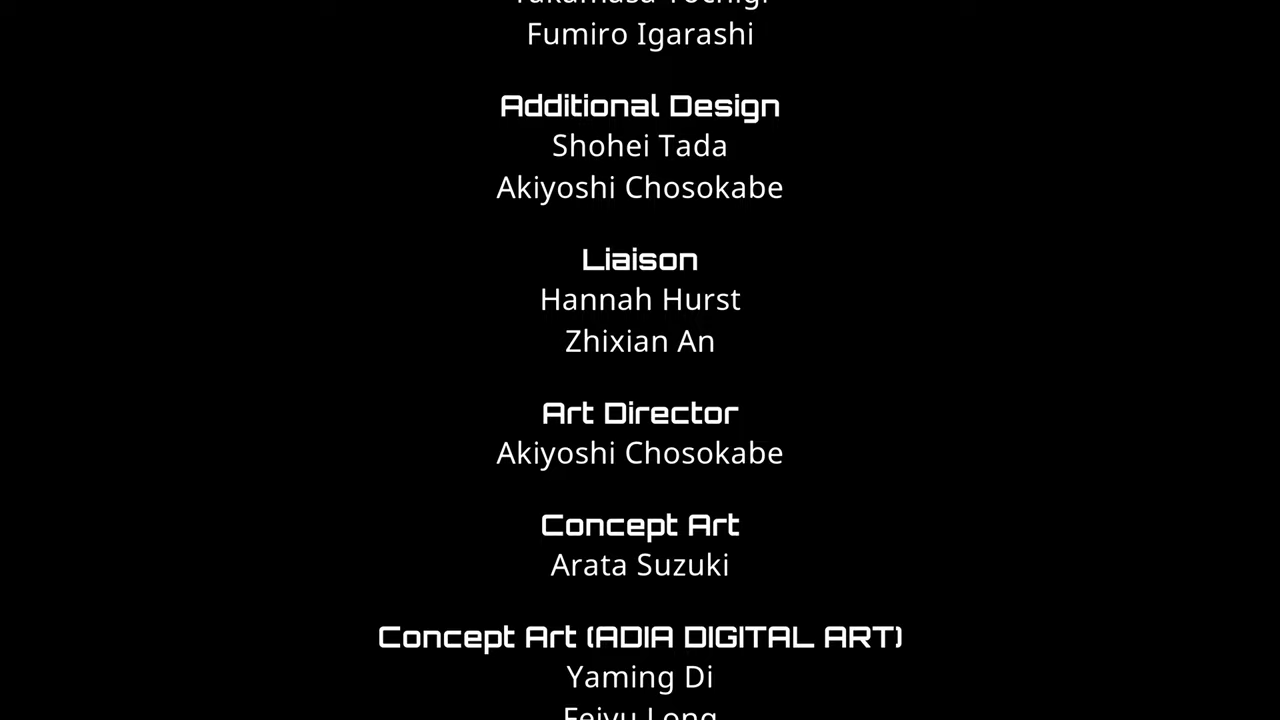 Fumiro Igarashi
Additional Design
Shohei Tada
Akiyoshi Chosokabe
Liaison
Hannah Hurst
Zhixian An
Art Director
Akiyoshi Chosokabe
Concept Art
Arata Suzuki
Concept Art (ADIA DIGITAL ART)
Yaming Di